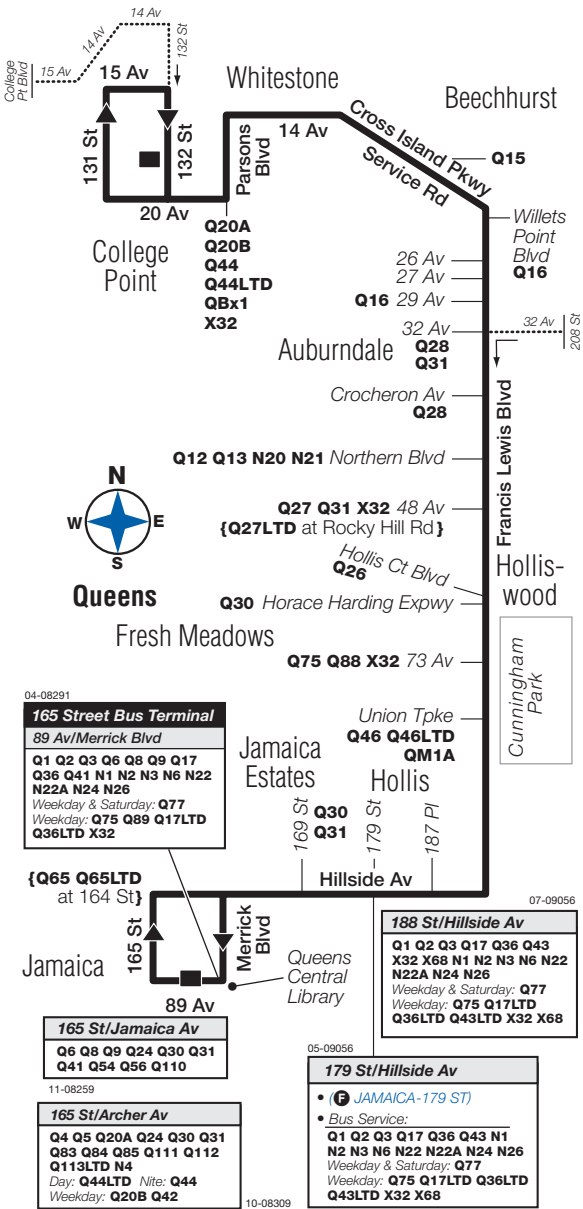 14 Av
14 Av
15 Av
College
Pt Blvd
132 St
15 Av
131 St
132 St
20 Av
College
Point
Whitestone
Parsons
Blvd
14 Av
Cross Island Pkwy
Service Rd
Beechhurst
Q15
Q20A
Q20B
Q44
Q44LTD
QBx1
X32
Willets
Point
Blvd
Q16
26 Av
27 Av
Q16 29 Av
32 Av
Q28
Q31
32 Av
208 St
Auburndale
Crocheron Av
Q28
Francis Lewis Blvd
Q12 Q13 N20 N21 Northern Blvd
Q27 Q31 X32 48 Av
{Q27LTD at Rocky Hill Rd}
N
W
E
S
Queens
Hollis Ct Blvd
Q26
Hollis-
wood
Q30 Horace Harding Expwy
Fresh Meadows
Q75 Q88 X32 73 Av
Cunningham
Park
Union Tpke
Q46 Q46LTD
QM1A
04-08291
165 Street Bus Terminal
89 Av/Merrick Blvd
Q1 Q2 Q3 Q6 Q8 Q9 Q17
Q36 Q41 N1 N2 N3 N6 N22
N22A N24 N26
Weekday & Saturday: Q77
Weekday: Q75 Q89 Q17LTD
Q36LTD X32
Jamaica
Estates
Hollis
169 St
Q30
Q31
179 St
187 Pl
Hillside Av
{Q65 Q65LTD
at 164 St}
165 St
Merrick
Blvd
Jamaica
89 Av
Queens
Central
Library
07-09056
188 St/Hillside Av
Q1 Q2 Q3 Q17 Q36 Q43
X32 X68 N1 N2 N3 N6 N22
N22A N24 N26
Weekday & Saturday: Q77
Weekday: Q75 Q17LTD
Q36LTD Q43LTD X32 X68
165 St/Jamaica Av
Q6 Q8 Q9 Q24 Q30 Q31
Q41 Q54 Q56 Q110
11-08259
165 St/Archer Av
Q4 Q5 Q20A Q24 Q30 Q31
Q83 Q84 Q85 Q111 Q112
Q113LTD N4
Day: Q44LTD Nite: Q44
Weekday: Q20B Q42
10-08309
05-09056
179 St/Hillside Av
• (F JAMAICA-179 ST)
• Bus Service:
Q1 Q2 Q3 Q17 Q36 Q43 N1
N2 N3 N6 N22 N22A N24 N26
Weekday & Saturday: Q77
Weekday: Q75 Q17LTD Q36LTD
Q43LTD X32 X68